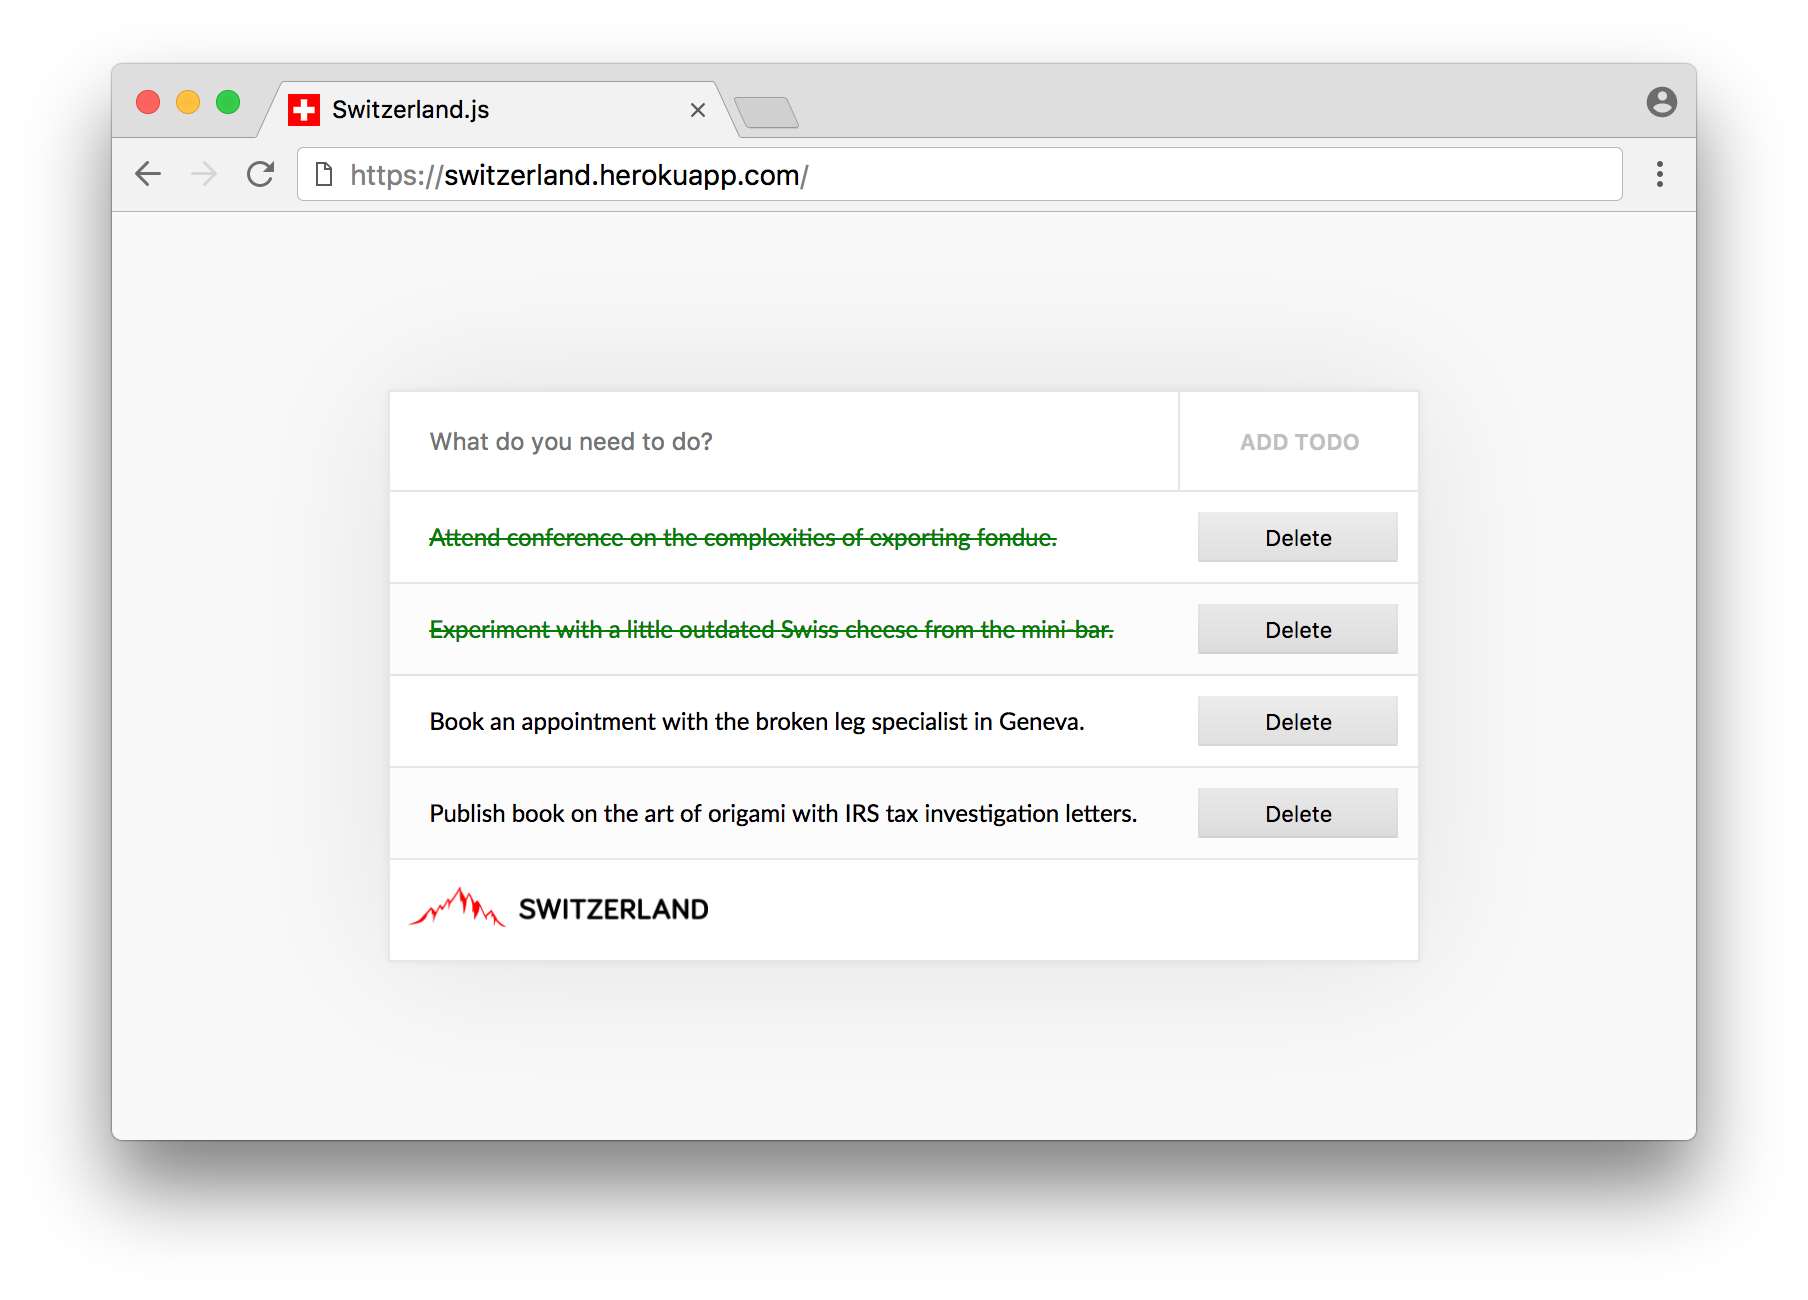 Switzerland.js
https://switzerland.herokuapp.com/
What do you need to do?
ADD TODO
Attend conference on the complexities of exporting fondue.
Delete
Experiment with a little outdated Swiss cheese from the mini-bar.
Delete
Book an appointment with the broken leg specialist in Geneva.
Delete
Publish book on the art of origami with IRS tax investigation letters.
Delete
SWITZERLAND